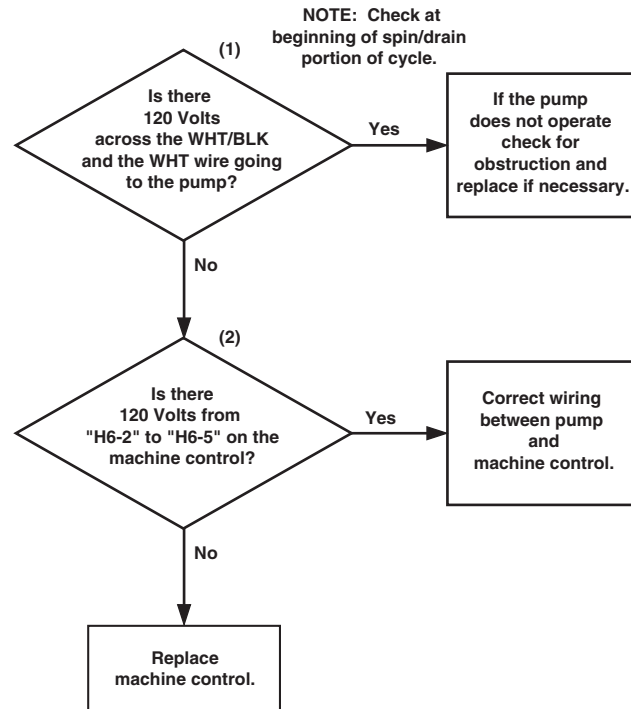 NOTE: Check at
beginning of spin/drain
portion of cycle.
(1)
Is there
120 Volts
across the WHT/BLK
and the WHT wire going
to the pump?
Yes
If the pump
does not operate
check for
obstruction and
replace if necessary.
No
(2)
Is there
120 Volts from
"H6-2" to "H6-5" on the
machine control?
Yes
Correct wiring
between pump
and
machine control.
No
Replace
machine control.